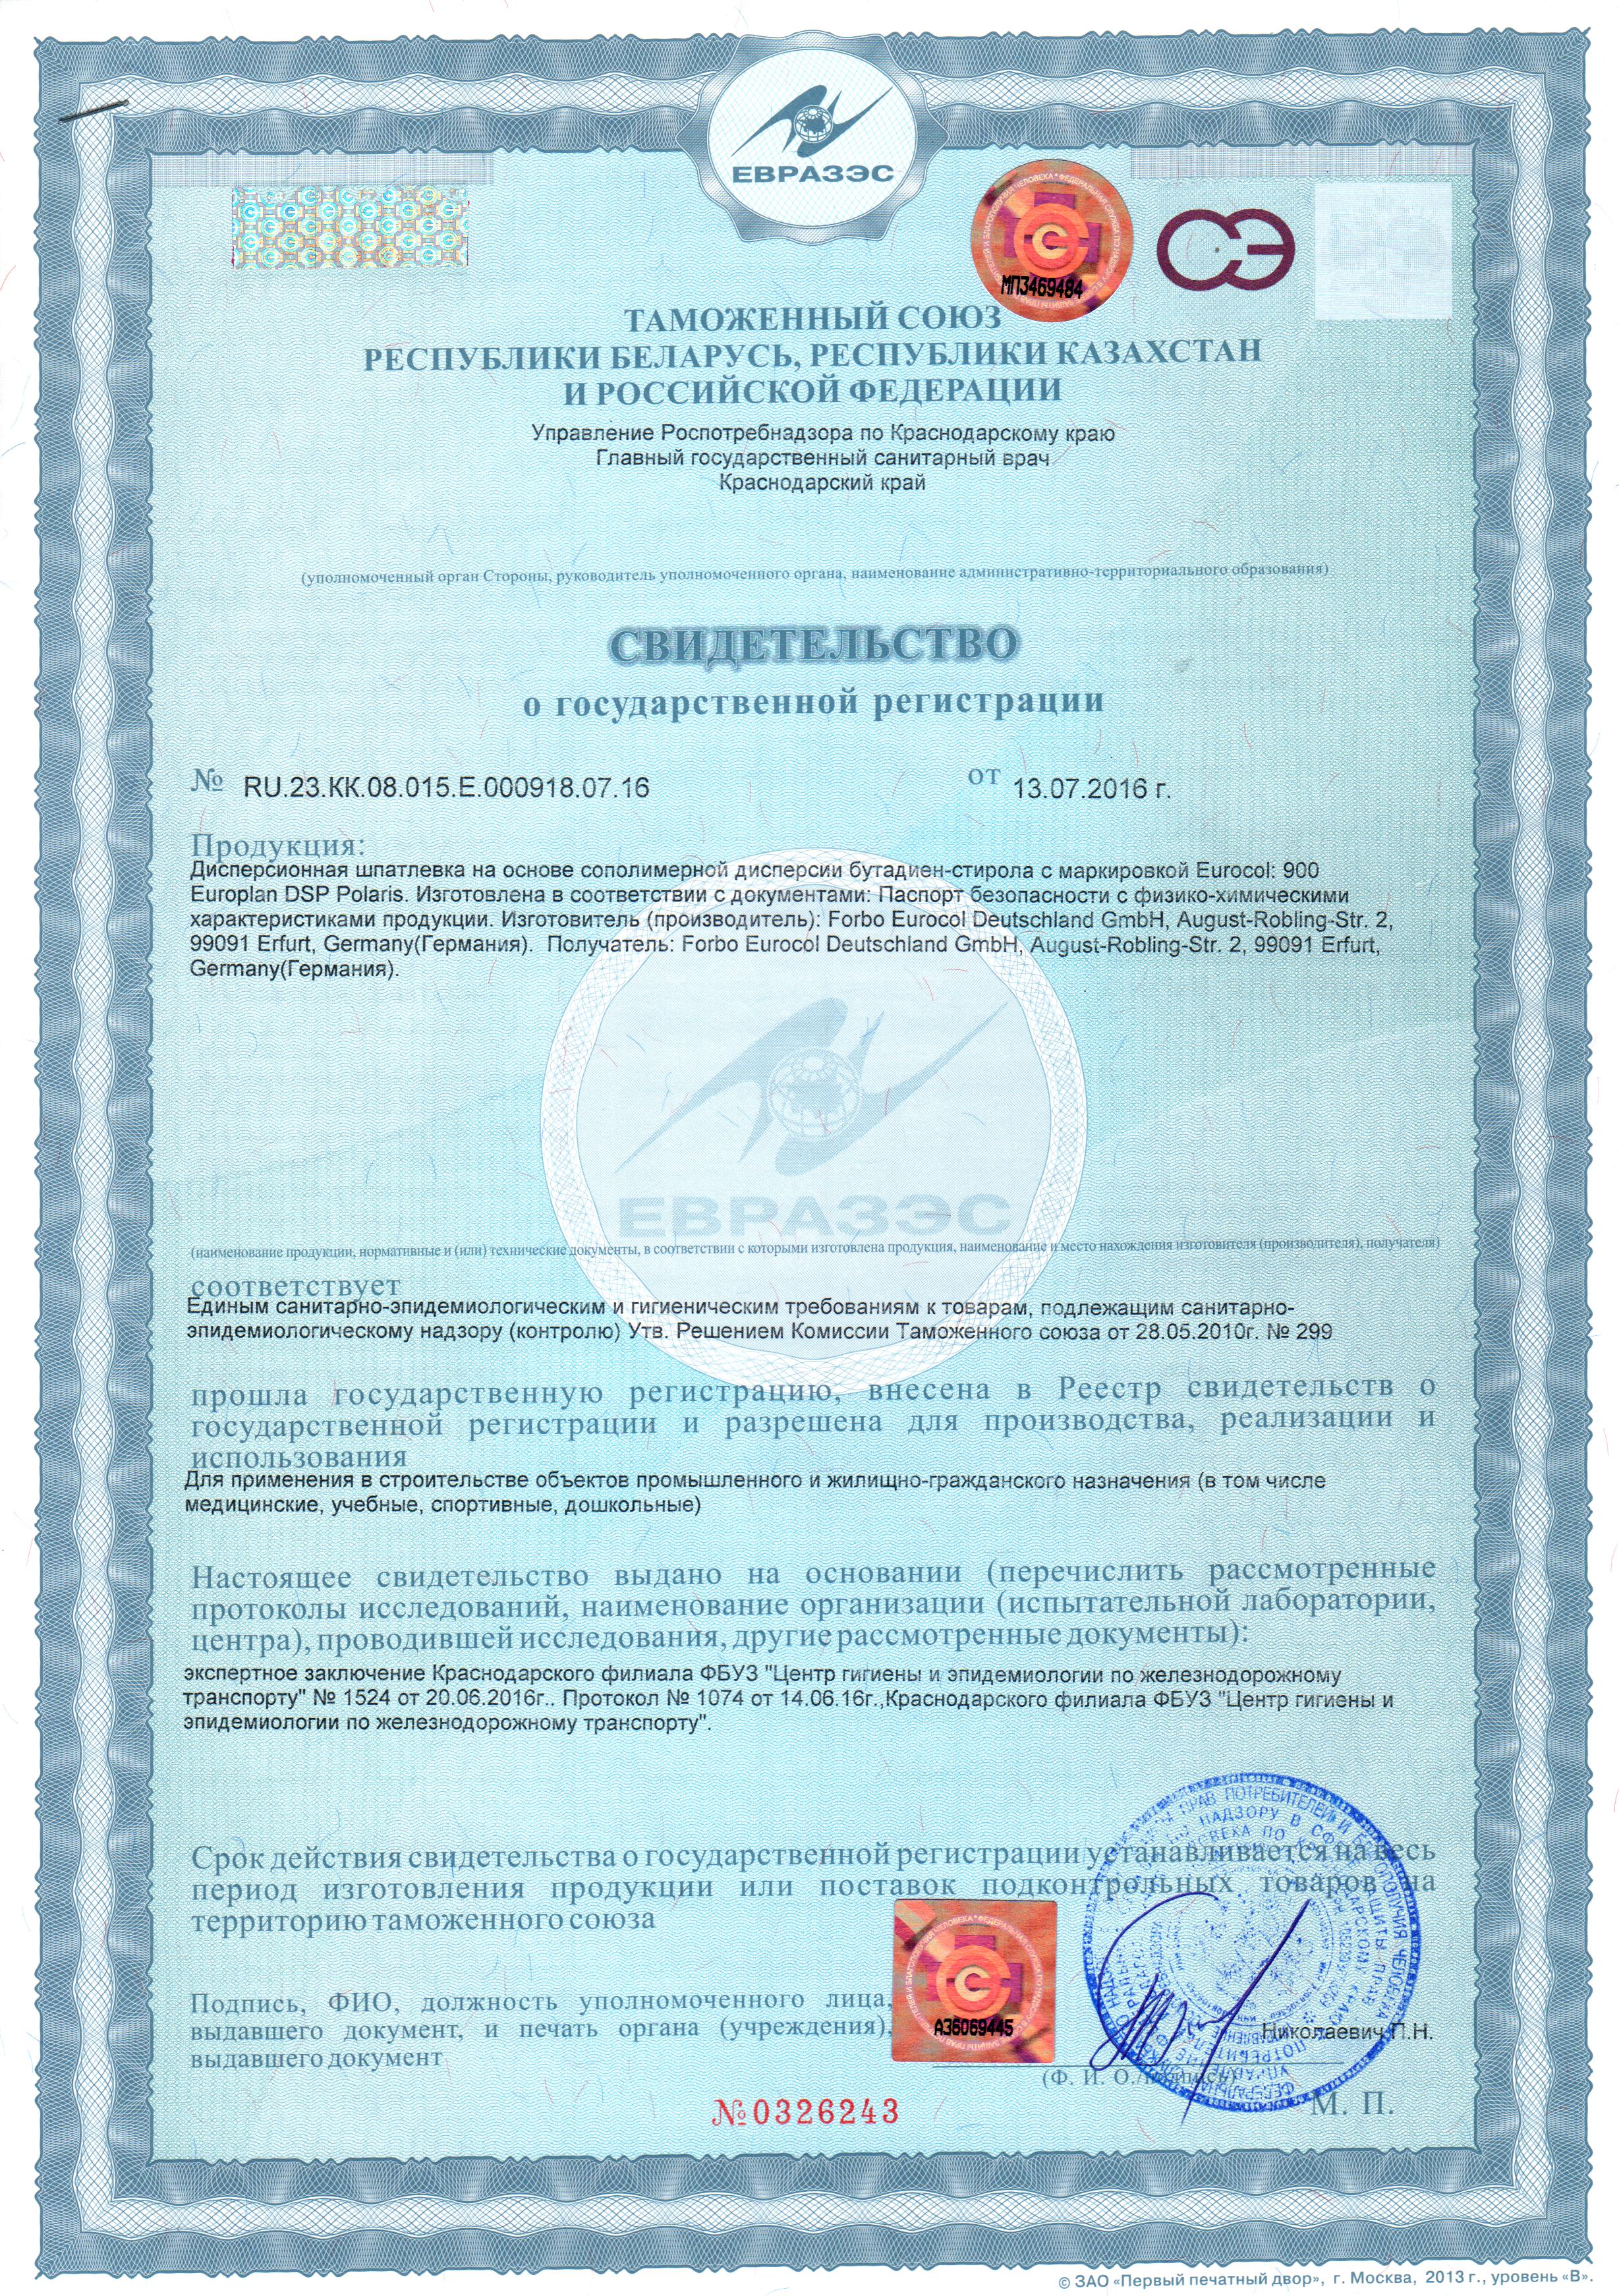 ЕВРАЗЭС
МП3469484
СЭ
ТАМОЖЕННЫЙ СОЮЗ
РЕСПУБЛИКИ БЕЛАРУСЬ, РЕСПУБЛИКИ КАЗАХСТАН
И РОССИЙСКОЙ ФЕДЕРАЦИИ
Управление Роспотребнадзора по Краснодарскому краю
Главный государственный санитарный врач
Краснодарский край
(уполномоченный орган Стороны, руководитель уполномоченного органа, наименование административно-территориального образования)
СВИДЕТЕЛЬСТВО
о государственной регистрации
№ RU.23.КК.08.015.Е.000918.07.16 от 13.07.2016 г.
Продукция:
Дисперсионная шпатлевка на основе сополимерной дисперсии бутадиен-стирола с маркировкой Eurocol: 900
Europlan DSP Polaris. Изготовлена в соответствии с документами: Паспорт безопасности с физико-химическими
характеристиками продукции. Изготовитель (производитель): Forbo Eurocol Deutschland GmbH, August-Robling-Str. 2,
99091 Erfurt, Germany(Германия). Получатель: Forbo Eurocol Deutschland GmbH, August-Robling-Str. 2, 99091 Erfurt,
Germany(Германия).
ЕВРАЗЭС
(наименование продукции, нормативные и (или) технические документы, в соответствии с которыми изготовлена продукция, наименование и место нахождения изготовителя (производителя), получателя)
соответствует
Единым санитарно-эпидемиологическим и гигиеническим требованиям к товарам, подлежащим санитарно-
эпидемиологическому надзору (контролю) Утв. Решением Комиссии Таможенного союза от 28.05.2010г. № 299
прошла государственную регистрацию, внесена в Реестр свидетельств о
государственной регистрации и разрешена для производства, реализации и
использования
Для применения в строительстве объектов промышленного и жилищно-гражданского назначения (в том числе
медицинские, учебные, спортивные, дошкольные)
Настоящее свидетельство выдано на основании (перечислить рассмотренные
протоколы исследований, наименование организации (испытательной лаборатории,
центра), проводившей исследования, другие рассмотренные документы):
экспертное заключение Краснодарского филиала ФБУЗ "Центр гигиены и эпидемиологии по железнодорожному
транспорту" № 1524 от 20.06.2016г.. Протокол № 1074 от 14.06.16г.,Краснодарского филиала ФБУЗ "Центр гигиены и
эпидемиологии по железнодорожному транспорту".
Срок действия свидетельства о государственной регистрации устанавливается на весь
период изготовления продукции или поставок подконтрольных товаров на
территорию таможенного союза
Подпись, ФИО, должность уполномоченного лица,
выдавшего документ, и печать органа (учреждения),
выдавшего документ
А36069445
Николаевич П.Н.
(Ф. И. О./подпись)
М. П.
№0326243
© ЗАО «Первый печатный двор», г. Москва, 2013 г., уровень «В».